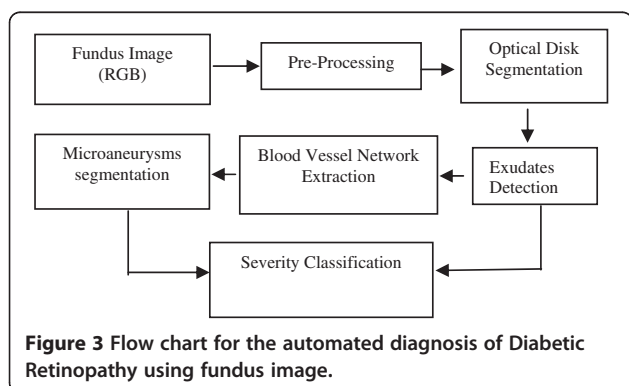 Fundus Image
(RGB)
Pre-Processing
Optical Disk
Segmentation
Microaneurysms
segmentation
Blood Vessel Network
Extraction
Exudates
Detection
Severity Classification
Figure 3 Flow chart for the automated diagnosis of Diabetic
Retinopathy using fundus image.